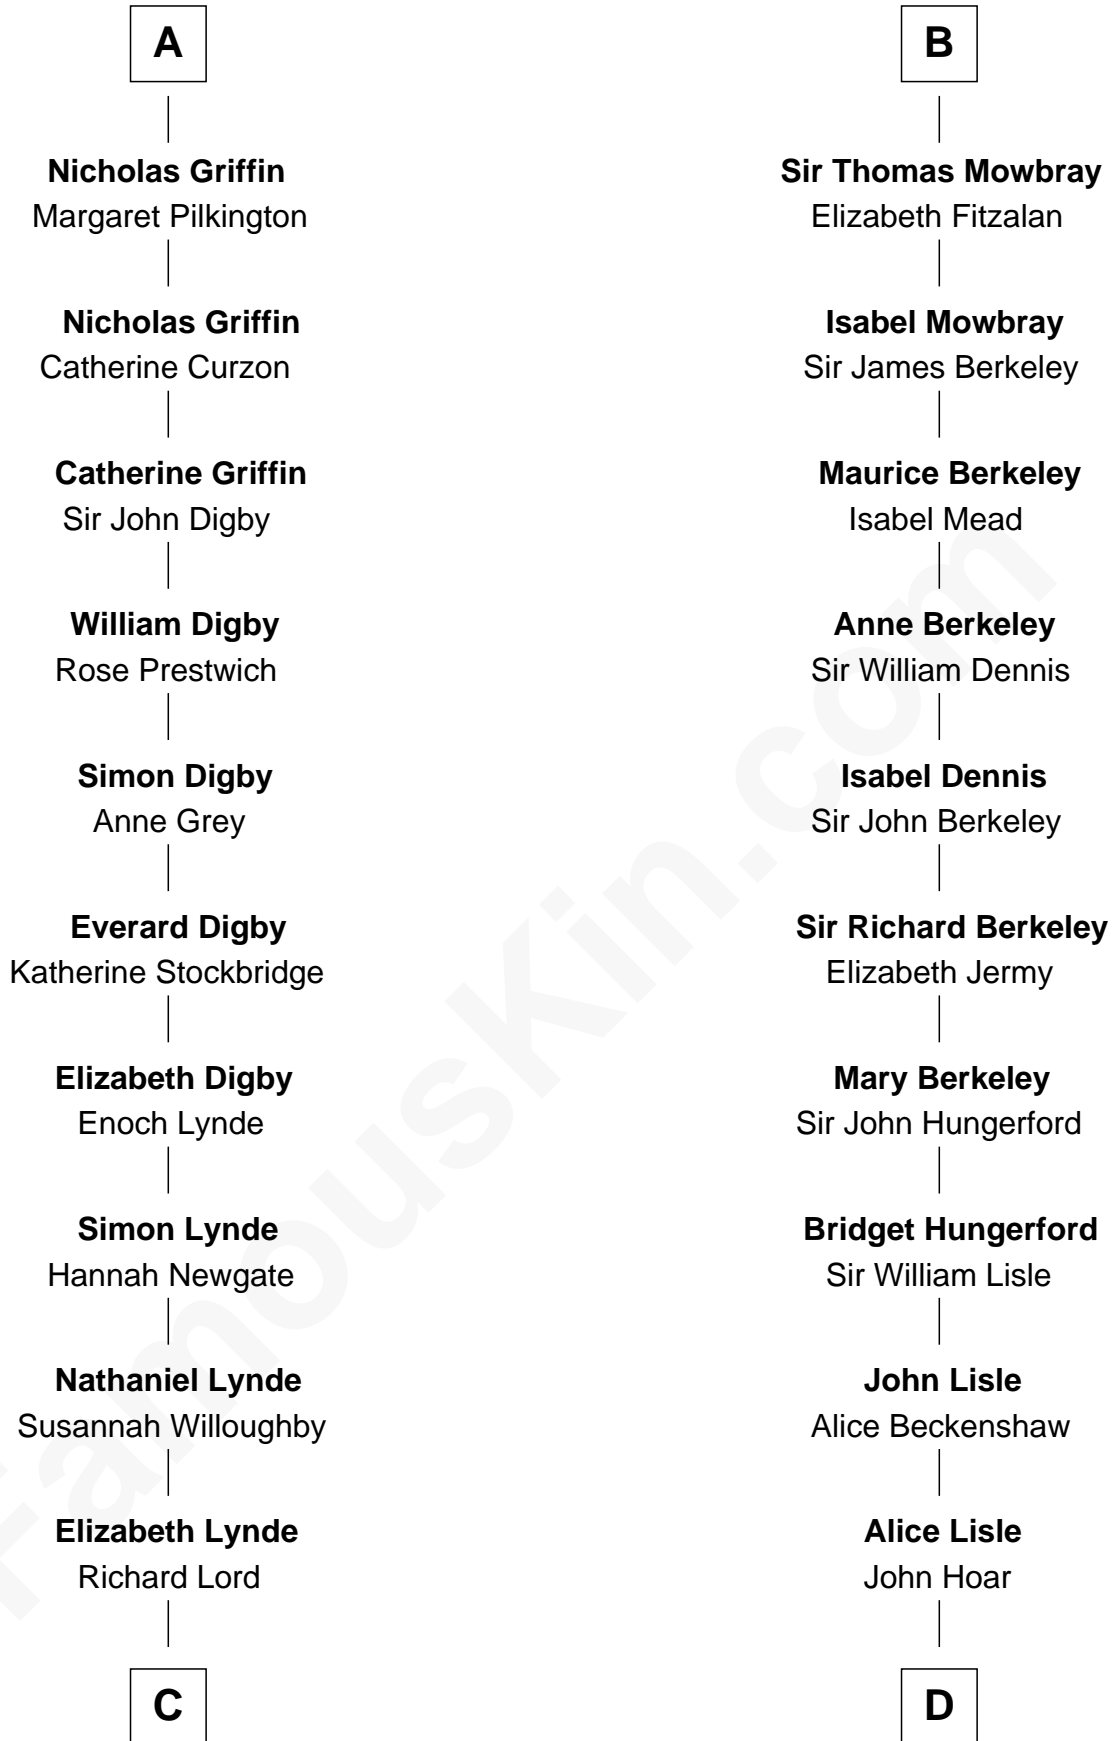 A
Nicholas Griffin
Margaret Pilkington
Nicholas Griffin
Catherine Curzon
Catherine Griffin
Sir John Digby
William Digby
Rose Prestwich
Simon Digby
Anne Grey
Everard Digby
Katherine Stockbridge
Elizabeth Digby
Enoch Lynde
Simon Lynde
Hannah Newgate
Nathaniel Lynde
Susannah Willoughby
Elizabeth Lynde
Richard Lord
C
B
Sir Thomas Mowbray
Elizabeth Fitzalan
Isabel Mowbray
Sir James Berkeley
Maurice Berkeley
Isabel Mead
Anne Berkeley
Sir William Dennis
Isabel Dennis
Sir John Berkeley
Sir Richard Berkeley
Elizabeth Jermy
Mary Berkeley
Sir John Hungerford
Bridget Hungerford
Sir William Lisle
John Lisle
Alice Beckenshaw
Alice Lisle
John Hoar
D
FamousKin.com